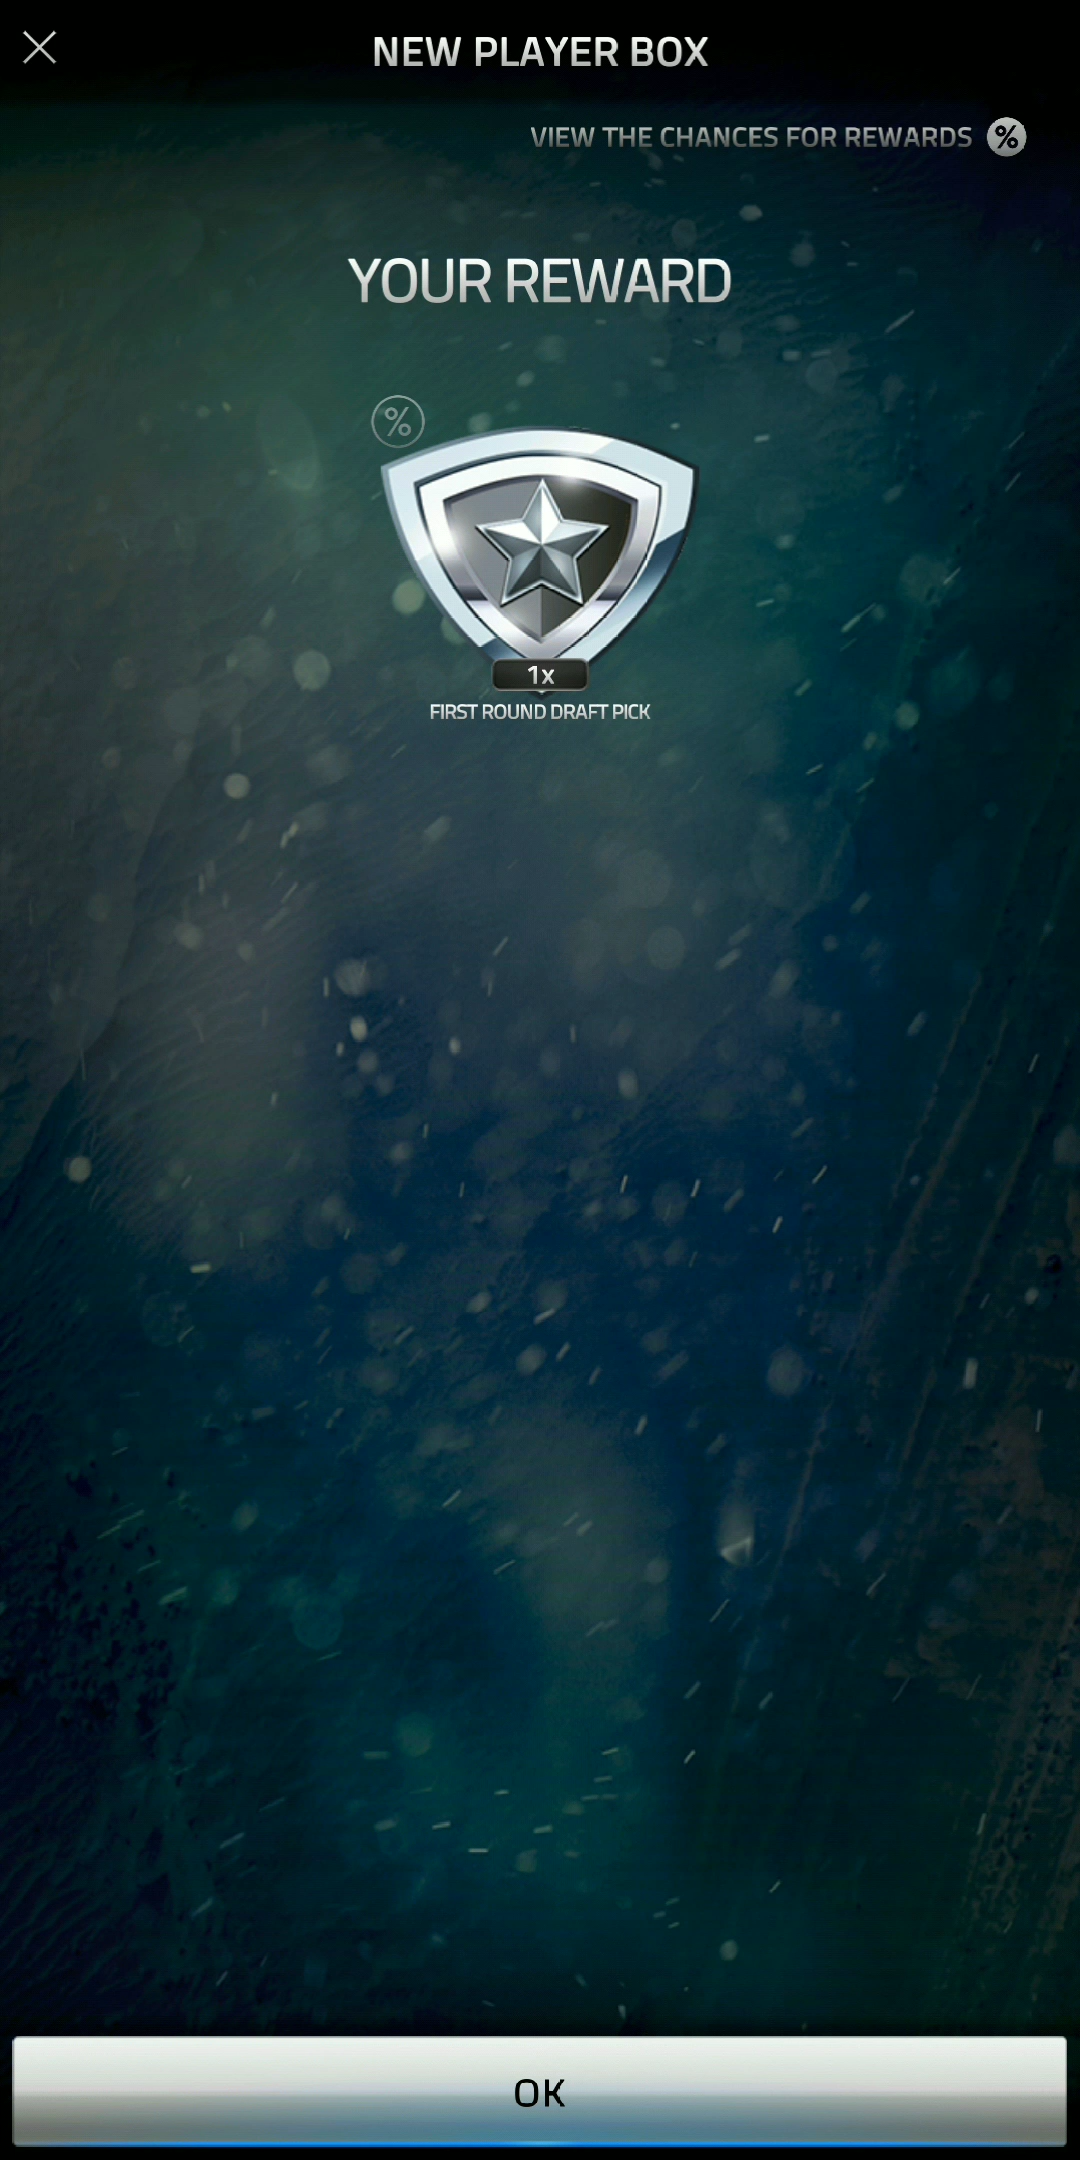 NEW PLAYER BOX
VIEW THE CHANCES FOR REWARDS %
YOUR REWARD
%
1x
FIRST ROUND DRAFT PICK
OK